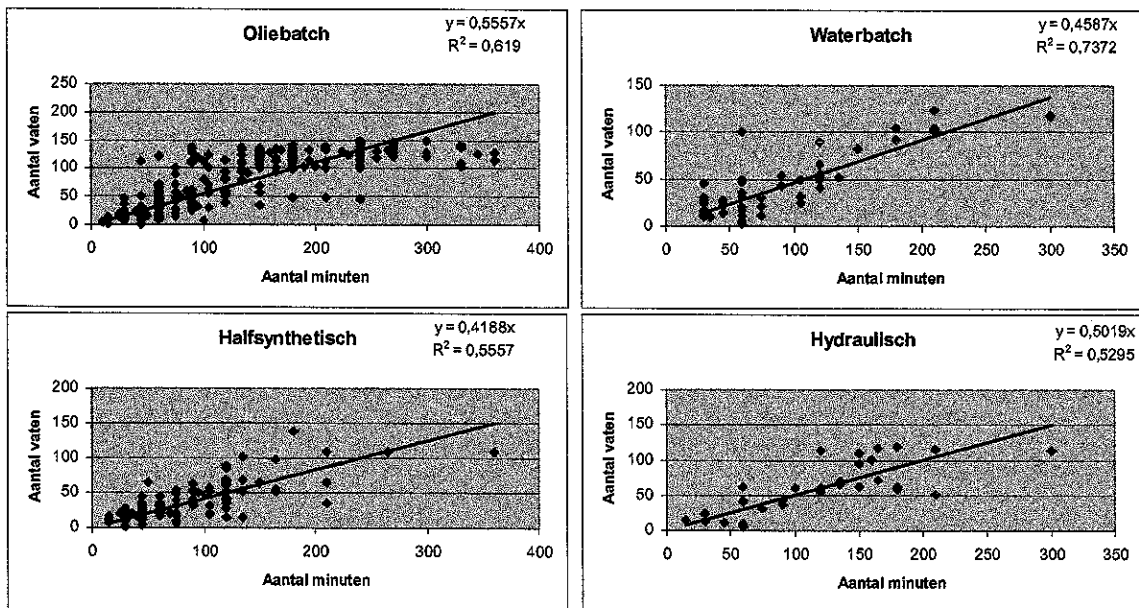 Oliebatch
y = 0,5557x
R² = 0,619
Aantal vaten
250
200
150
100
50
0
0 100 200 300 400
Aantal minuten
Waterbatch
y = 0,4587x
R² = 0,7372
Aantal vaten
150
100
50
0
0 50 100 150 200 250 300 350
Aantal minuten
Halfsynthetisch
y = 0,4188x
R² = 0,5557
Aantal vaten
200
150
100
50
0
0 100 200 300 400
Aantal minuten
Hydraulisch
y = 0,5019x
R² = 0,5295
Aantal vaten
200
150
100
50
0
0 50 100 150 200 250 300 350
Aantal minuten